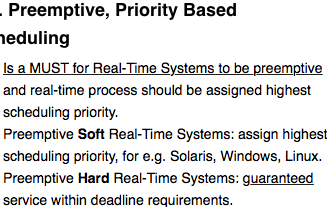 . Preemptive, Priority Based
heduling
Is a MUST for Real-Time Systems to be preemptive
and real-time process should be assigned highest
scheduling priority.
Preemptive Soft Real-Time Systems: assign highest
scheduling priority, for e.g. Solaris, Windows, Linux.
Preemptive Hard Real-Time Systems: guaranteed
service within deadline requirements.